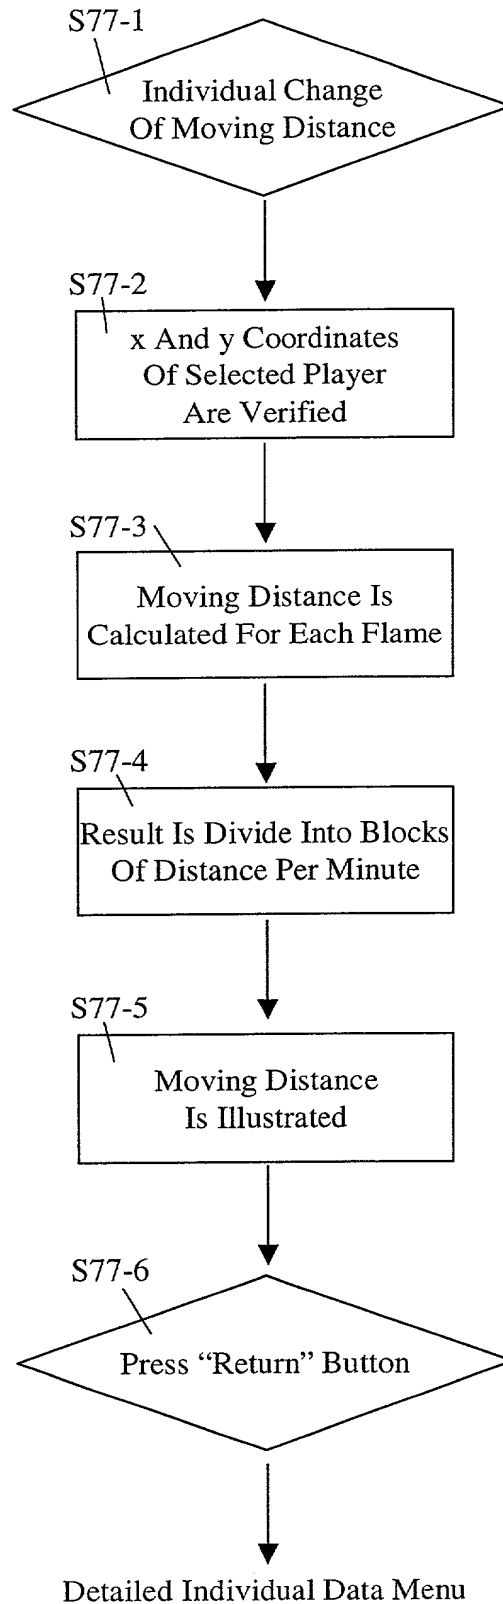 S77-1
Individual Change
Of Moving Distance
S77-2
x And y Coordinates
Of Selected Player
Are Verified
S77-3
Moving Distance Is
Calculated For Each Flame
S77-4
Result Is Divide Into Blocks
Of Distance Per Minute
S77-5
Moving Distance
Is Illustrated
S77-6
Press “Return” Button
Detailed Individual Data Menu